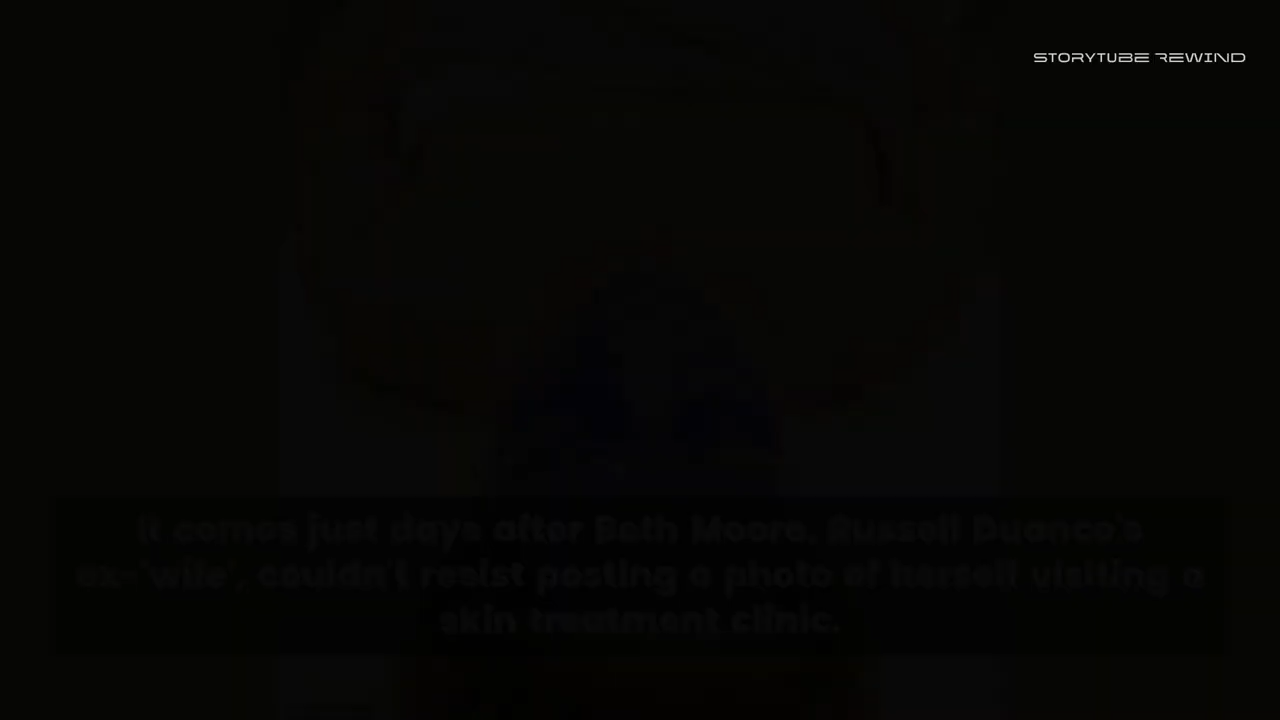 STORYTUBE REWIND
It comes just days after Beth Moore, Russell Duance's
ex-'wife', couldn't resist posting a photo of herself visiting a
skin treatment clinic.